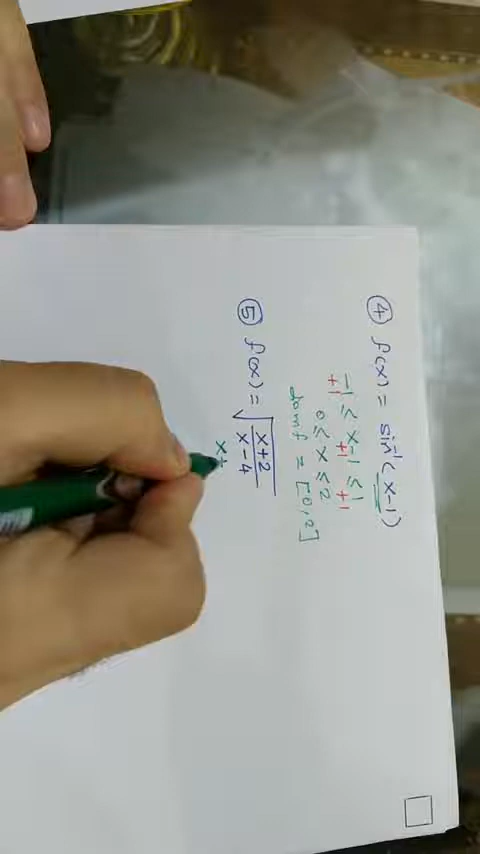 ④ f(x) = sin⁻¹(x-1)
-1 ≤ x-1 ≤ 1
+1 +1 +1
0 ≤ x ≤ 2
dom f = [0,2]
⑤ f(x) = √((x+2)/(x-4))
x+